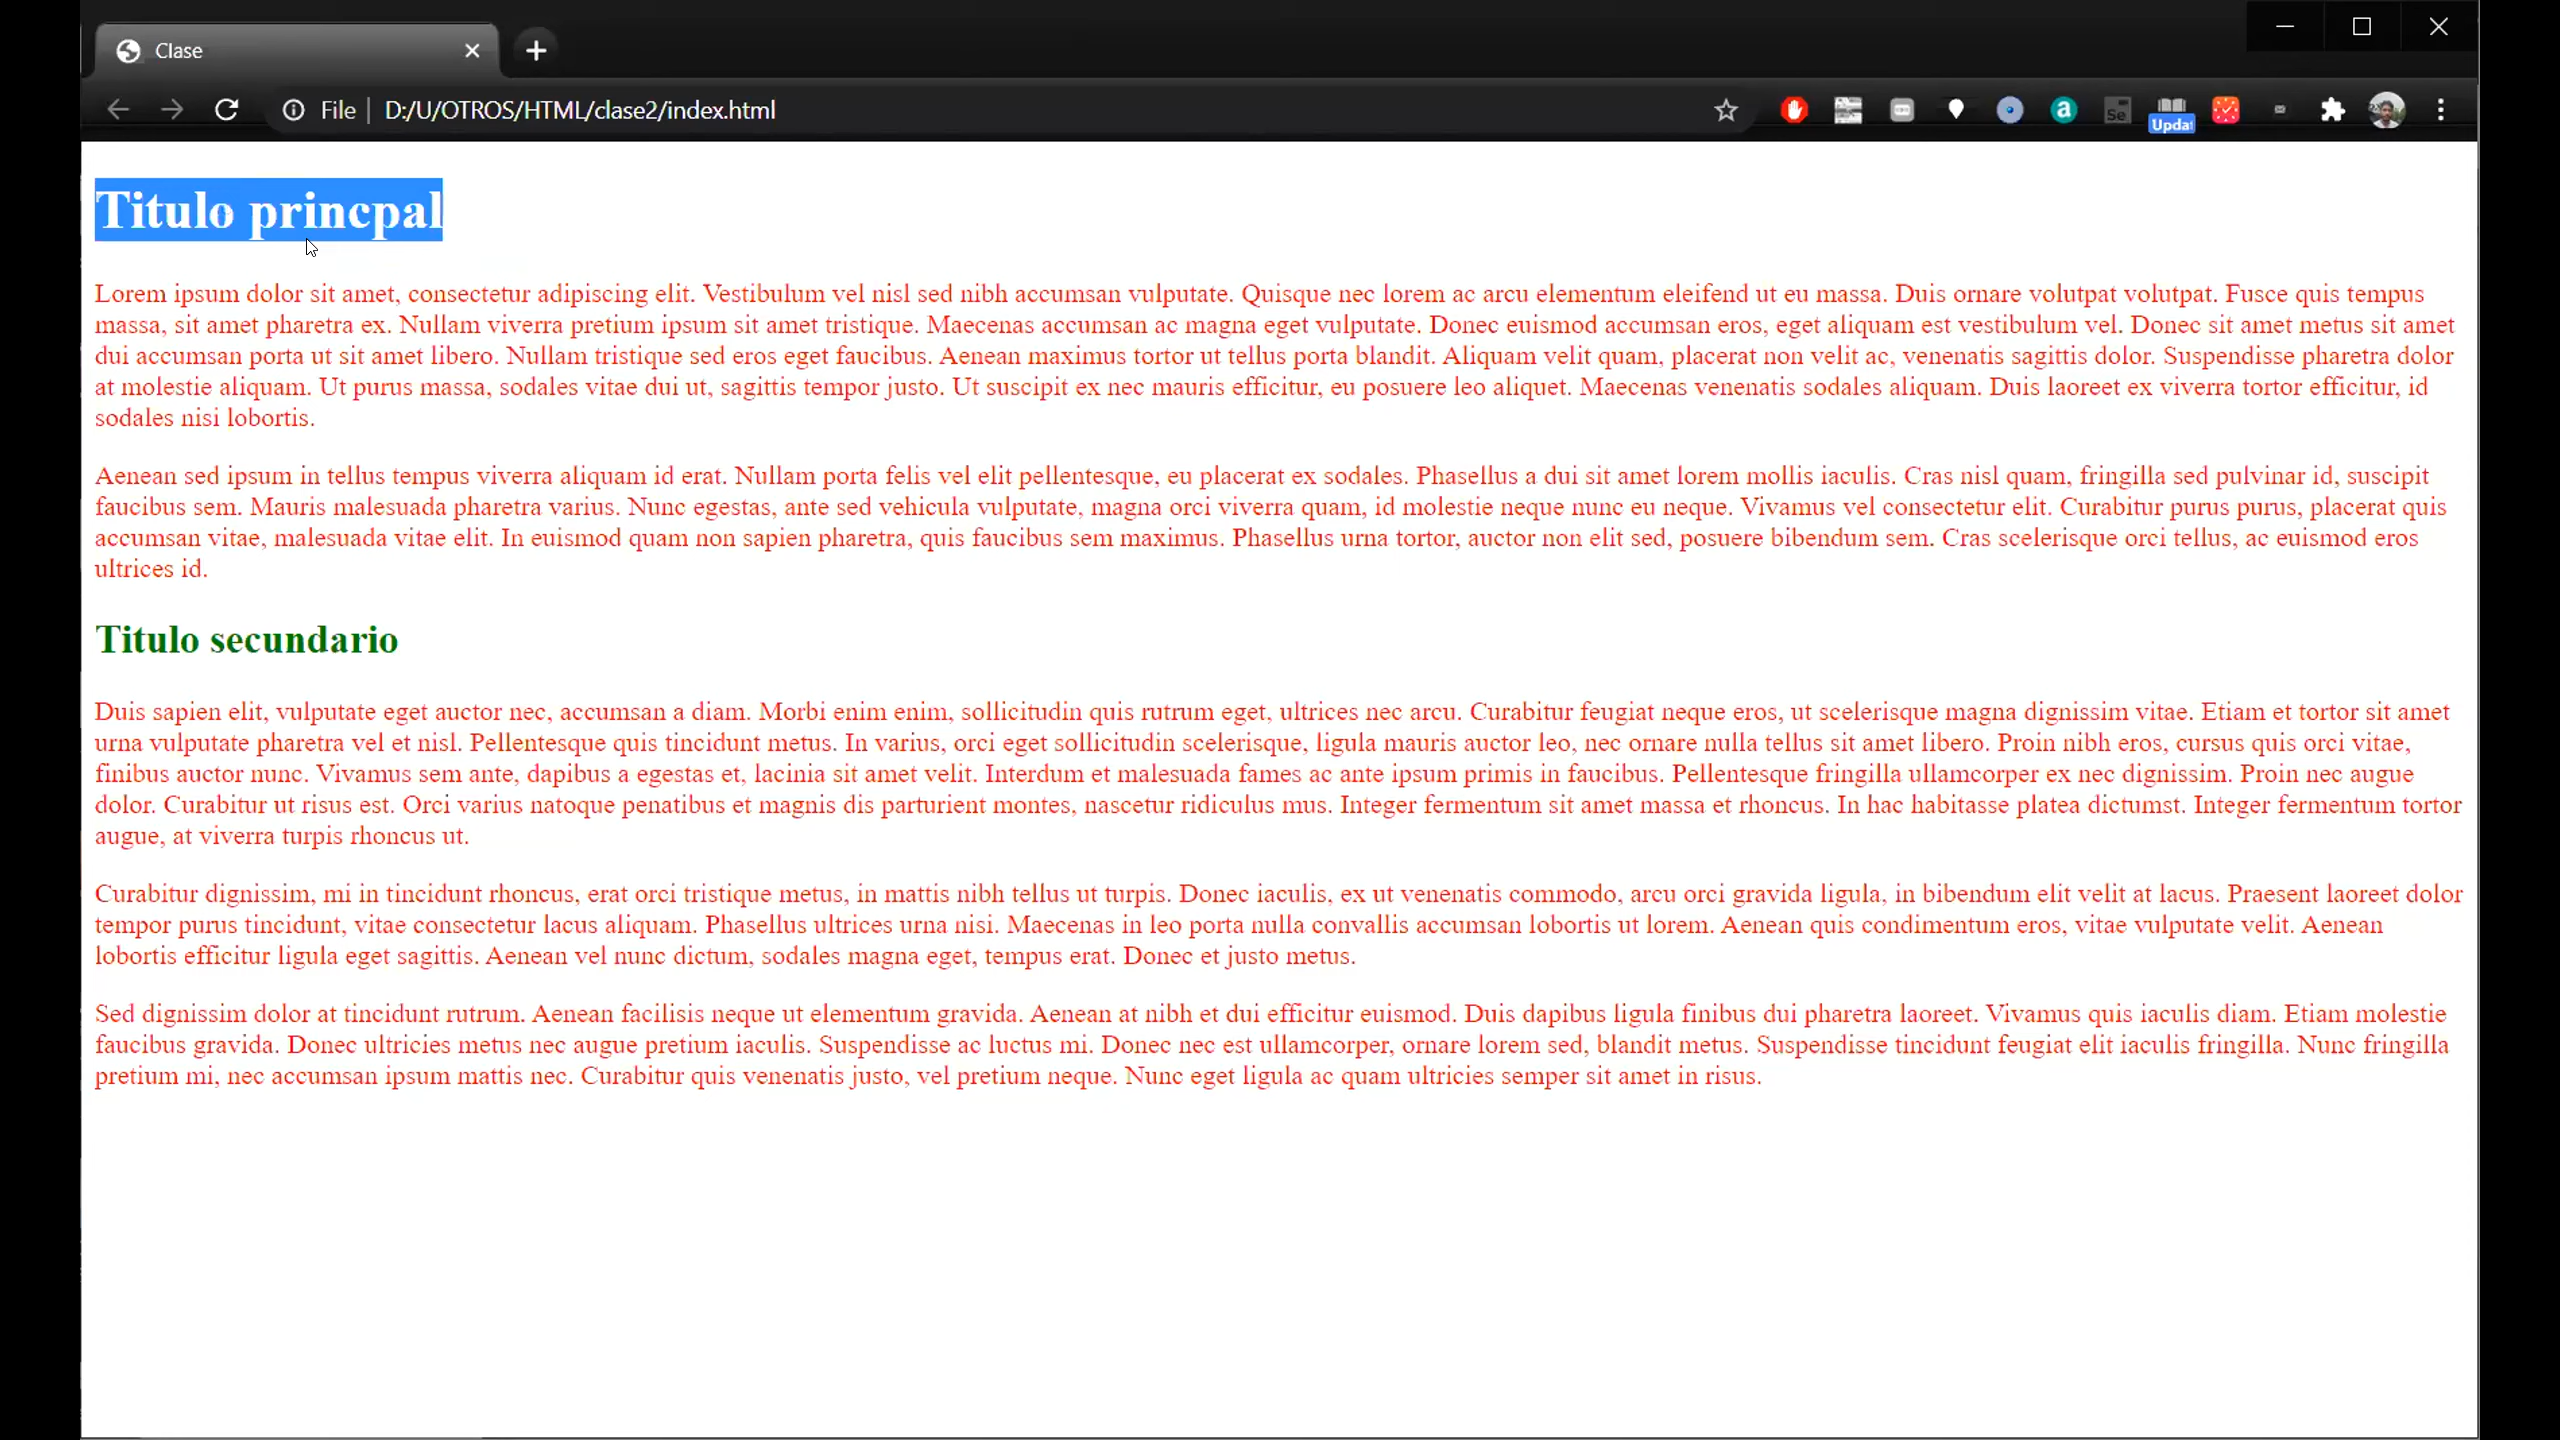 Clase
File D:/U/OTROS/HTML/clase2/index.html
a
Se
Updat
Titulo princpal
Lorem ipsum dolor sit amet, consectetur adipiscing elit. Vestibulum vel nisl sed nibh accumsan vulputate. Quisque nec lorem ac arcu elementum eleifend ut eu massa. Duis ornare volutpat volutpat. Fusce quis tempus
massa, sit amet pharetra ex. Nullam viverra pretium ipsum sit amet tristique. Maecenas accumsan ac magna eget vulputate. Donec euismod accumsan eros, eget aliquam est vestibulum vel. Donec sit amet metus sit amet
dui accumsan porta ut sit amet libero. Nullam tristique sed eros eget faucibus. Aenean maximus tortor ut tellus porta blandit. Aliquam velit quam, placerat non velit ac, venenatis sagittis dolor. Suspendisse pharetra dolor
at molestie aliquam. Ut purus massa, sodales vitae dui ut, sagittis tempor justo. Ut suscipit ex nec mauris efficitur, eu posuere leo aliquet. Maecenas venenatis sodales aliquam. Duis laoreet ex viverra tortor efficitur, id
sodales nisi lobortis.
Aenean sed ipsum in tellus tempus viverra aliquam id erat. Nullam porta felis vel elit pellentesque, eu placerat ex sodales. Phasellus a dui sit amet lorem mollis iaculis. Cras nisl quam, fringilla sed pulvinar id, suscipit
faucibus sem. Mauris malesuada pharetra varius. Nunc egestas, ante sed vehicula vulputate, magna orci viverra quam, id molestie neque nunc eu neque. Vivamus vel consectetur elit. Curabitur purus purus, placerat quis
accumsan vitae, malesuada vitae elit. In euismod quam non sapien pharetra, quis faucibus sem maximus. Phasellus urna tortor, auctor non elit sed, posuere bibendum sem. Cras scelerisque orci tellus, ac euismod eros
ultrices id.
Titulo secundario
Duis sapien elit, vulputate eget auctor nec, accumsan a diam. Morbi enim enim, sollicitudin quis rutrum eget, ultrices nec arcu. Curabitur feugiat neque eros, ut scelerisque magna dignissim vitae. Etiam et tortor sit amet
urna vulputate pharetra vel et nisl. Pellentesque quis tincidunt metus. In varius, orci eget sollicitudin scelerisque, ligula mauris auctor leo, nec ornare nulla tellus sit amet libero. Proin nibh eros, cursus quis orci vitae,
finibus auctor nunc. Vivamus sem ante, dapibus a egestas et, lacinia sit amet velit. Interdum et malesuada fames ac ante ipsum primis in faucibus. Pellentesque fringilla ullamcorper ex nec dignissim. Proin nec augue
dolor. Curabitur ut risus est. Orci varius natoque penatibus et magnis dis parturient montes, nascetur ridiculus mus. Integer fermentum sit amet massa et rhoncus. In hac habitasse platea dictumst. Integer fermentum tortor
augue, at viverra turpis rhoncus ut.
Curabitur dignissim, mi in tincidunt rhoncus, erat orci tristique metus, in mattis nibh tellus ut turpis. Donec iaculis, ex ut venenatis commodo, arcu orci gravida ligula, in bibendum elit velit at lacus. Praesent laoreet dolor
tempor purus tincidunt, vitae consectetur lacus aliquam. Phasellus ultrices urna nisi. Maecenas in leo porta nulla convallis accumsan lobortis ut lorem. Aenean quis condimentum eros, vitae vulputate velit. Aenean
lobortis efficitur ligula eget sagittis. Aenean vel nunc dictum, sodales magna eget, tempus erat. Donec et justo metus.
Sed dignissim dolor at tincidunt rutrum. Aenean facilisis neque ut elementum gravida. Aenean at nibh et dui efficitur euismod. Duis dapibus ligula finibus dui pharetra laoreet. Vivamus quis iaculis diam. Etiam molestie
faucibus gravida. Donec ultricies metus nec augue pretium iaculis. Suspendisse ac luctus mi. Donec nec est ullamcorper, ornare lorem sed, blandit metus. Suspendisse tincidunt feugiat elit iaculis fringilla. Nunc fringilla
pretium mi, nec accumsan ipsum mattis nec. Curabitur quis venenatis justo, vel pretium neque. Nunc eget ligula ac quam ultricies semper sit amet in risus.